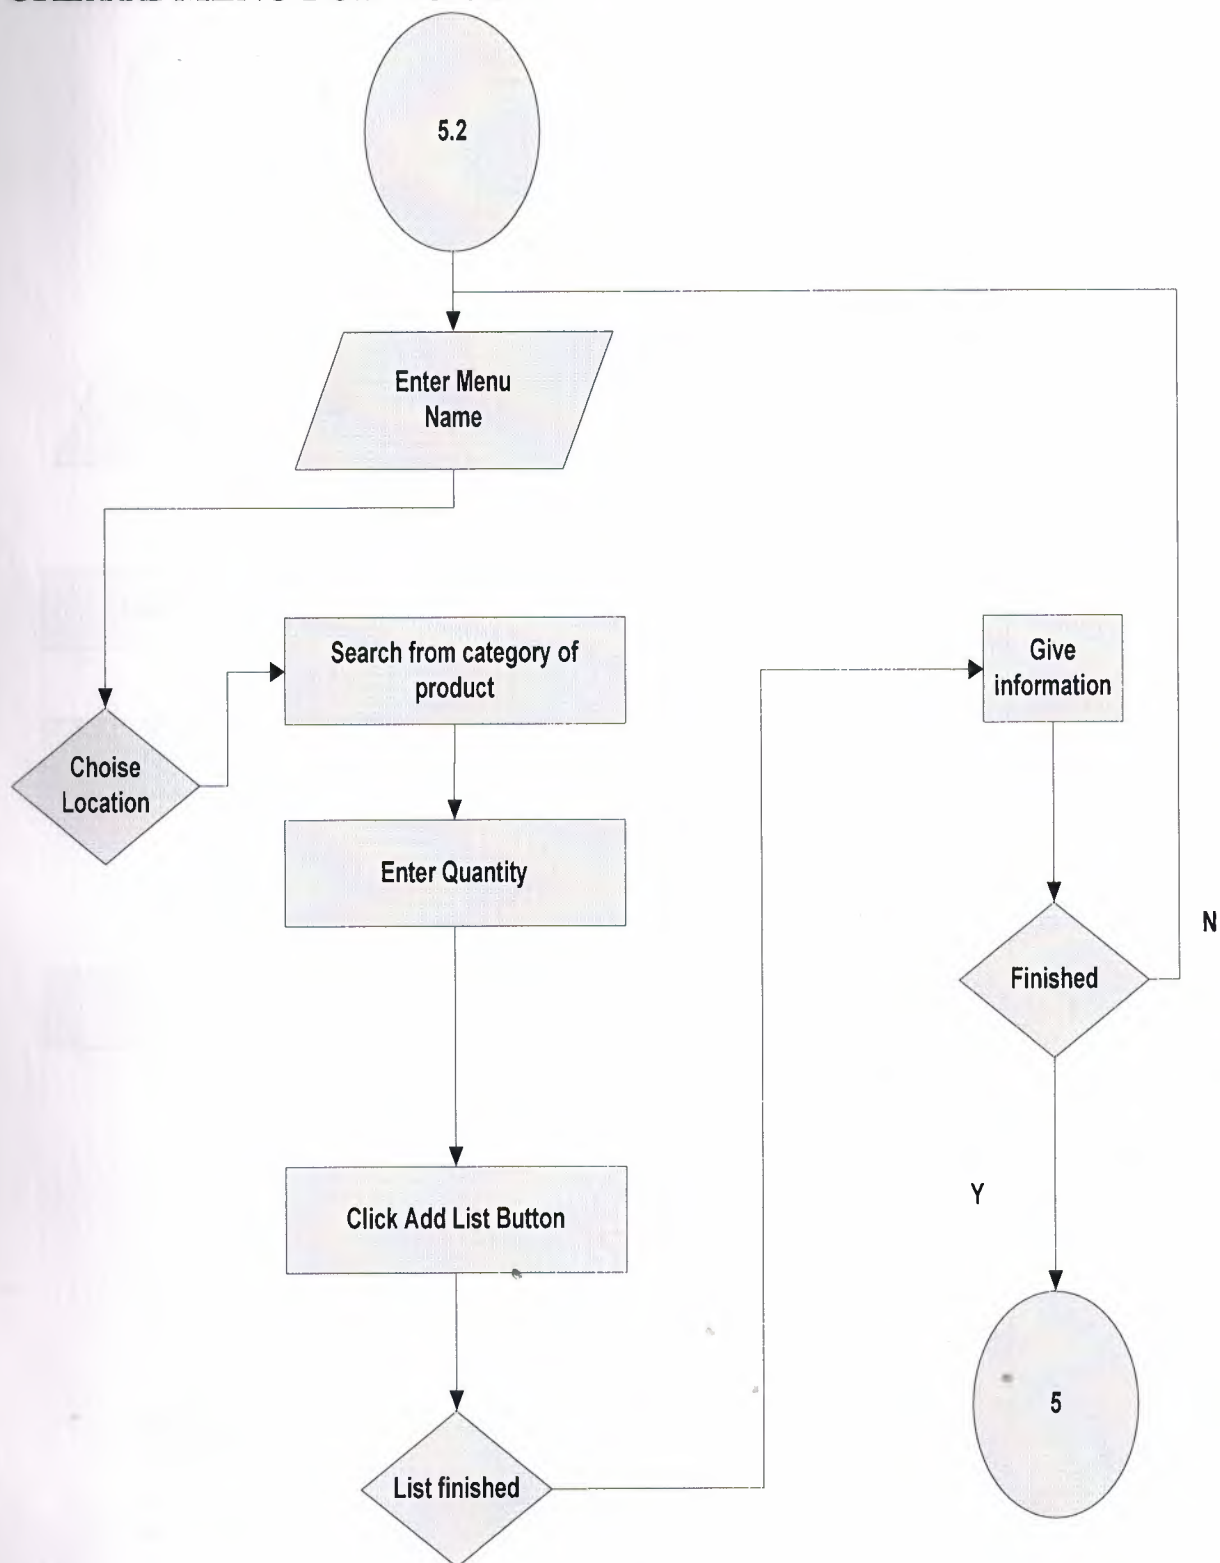 5.2
Enter Menu
Name
Search from category of
product
Choise
Location
Enter Quantity
Click Add List Button
List finished
Give
information
Finished
N
Y
5